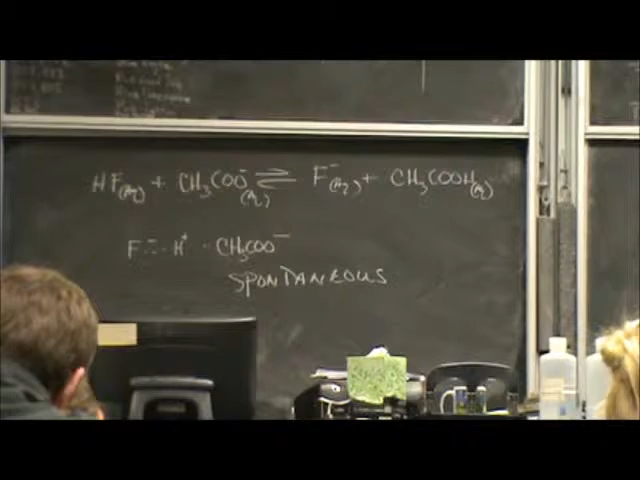 HF(aq) + CH₃COO⁻(aq) ⇌ F⁻(aq) + CH₃COOH(aq)
F⁻ ·· H⁺ ·· CH₃COO⁻
SPONTANEOUS